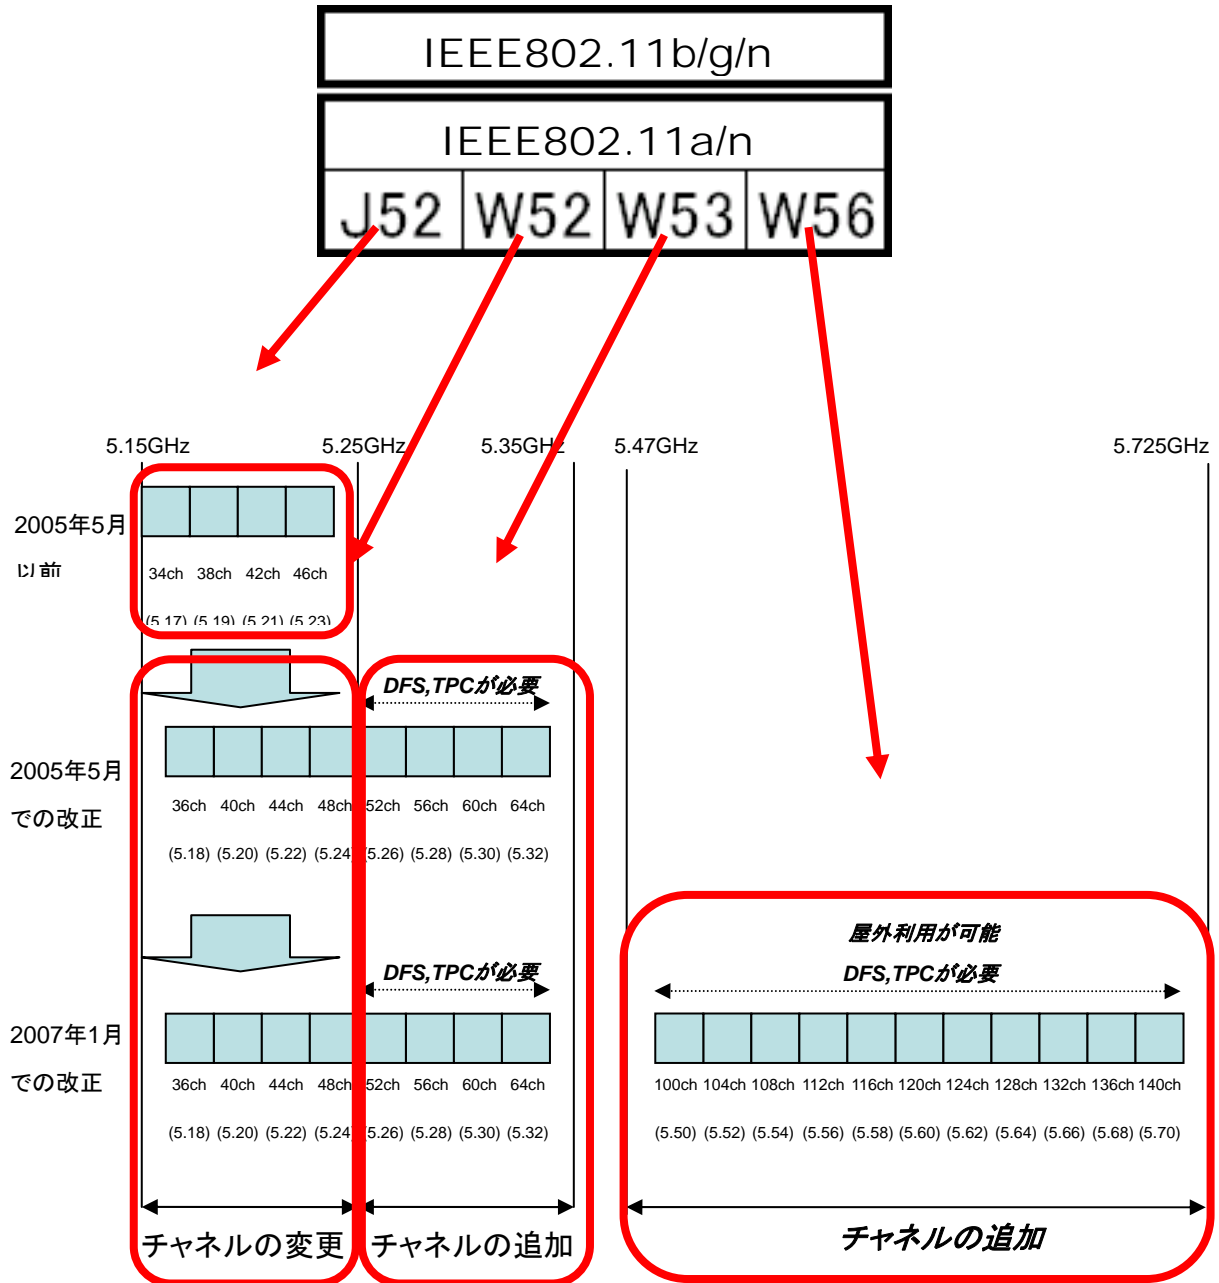 IEEE802.11b/g/n
IEEE802.11a/n
J52 W52 W53 W56
5.15GHz 5.25GHz 5.35GHz 5.47GHz 5.725GHz
2005年5月
以前
34ch 38ch 42ch 46ch
(5.17) (5.19) (5.21) (5.23)
DFS,TPCが必要
2005年5月
での改正
36ch 40ch 44ch 48ch 52ch 56ch 60ch 64ch
(5.18) (5.20) (5.22) (5.24) (5.26) (5.28) (5.30) (5.32)
屋外利用が可能
DFS,TPCが必要 DFS,TPCが必要
2007年1月
での改正
36ch 40ch 44ch 48ch 52ch 56ch 60ch 64ch 100ch 104ch 108ch 112ch 116ch 120ch 124ch 128ch 132ch 136ch 140ch
(5.18) (5.20) (5.22) (5.24) (5.26) (5.28) (5.30) (5.32) (5.50) (5.52) (5.54) (5.56) (5.58) (5.60) (5.62) (5.64) (5.66) (5.68) (5.70)
チャネルの変更 チャネルの追加 チャネルの追加